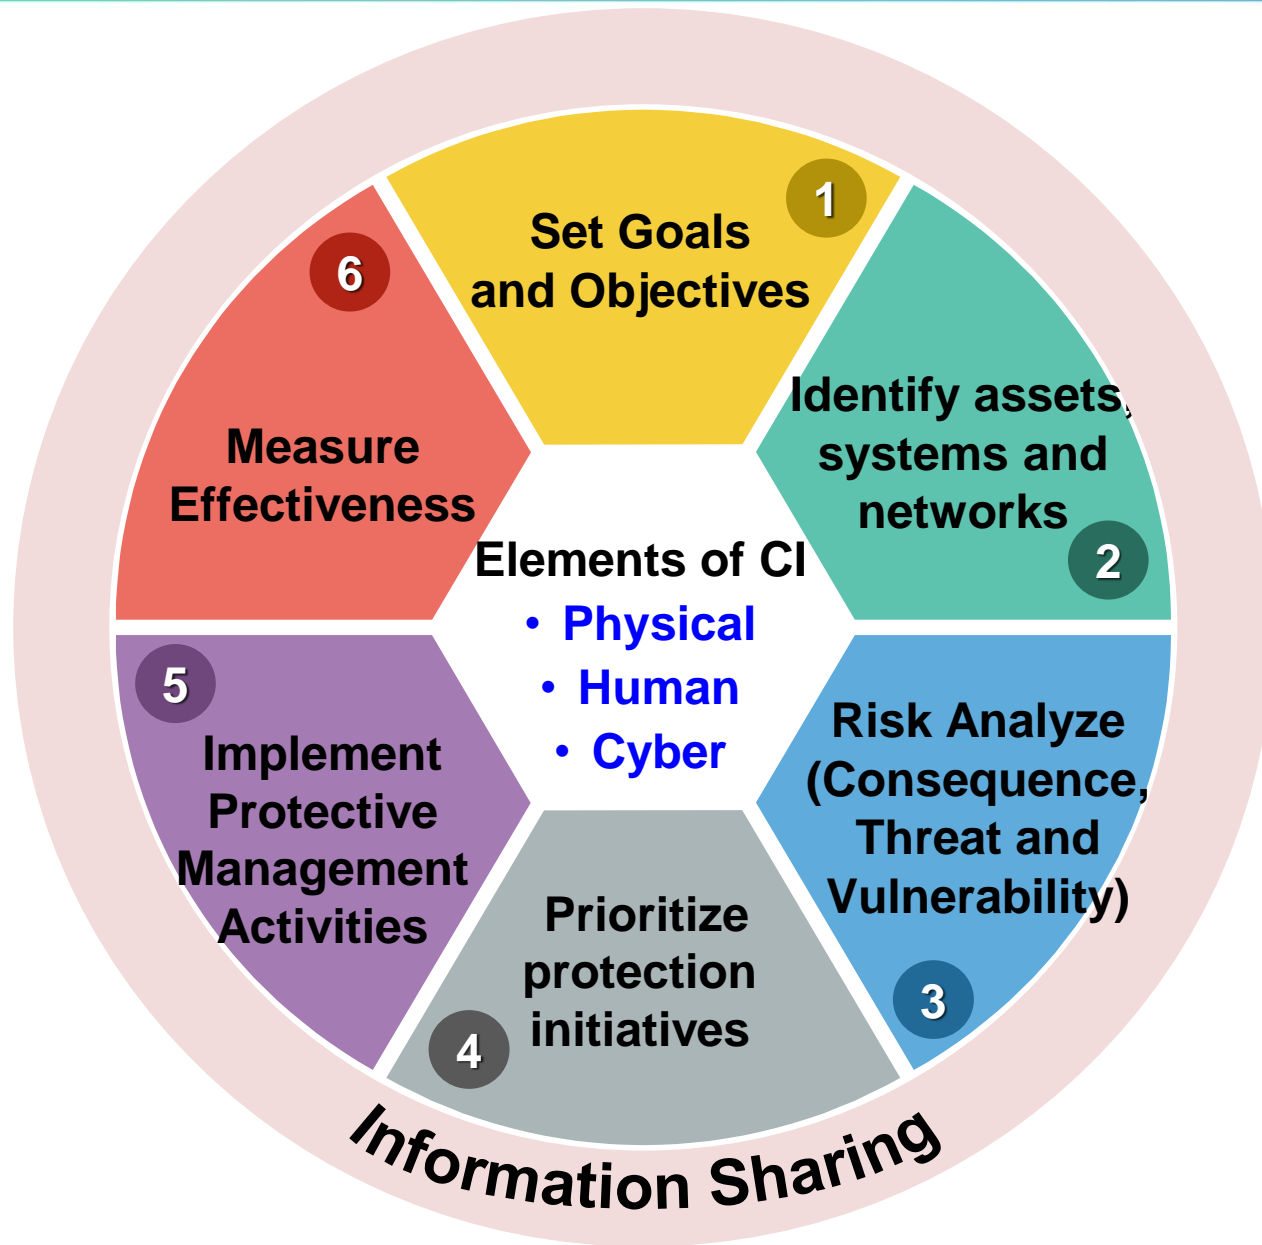 1
Set Goals
and Objectives
Identify assets,
systems and
networks
2
Risk Analyze
(Consequence,
Threat and
Vulnerability)
3
Prioritize
protection
initiatives
4
5
Implement
Protective
Management
Activities
6
Measure
Effectiveness
Elements of CI
• Physical
• Human
• Cyber
Information Sharing